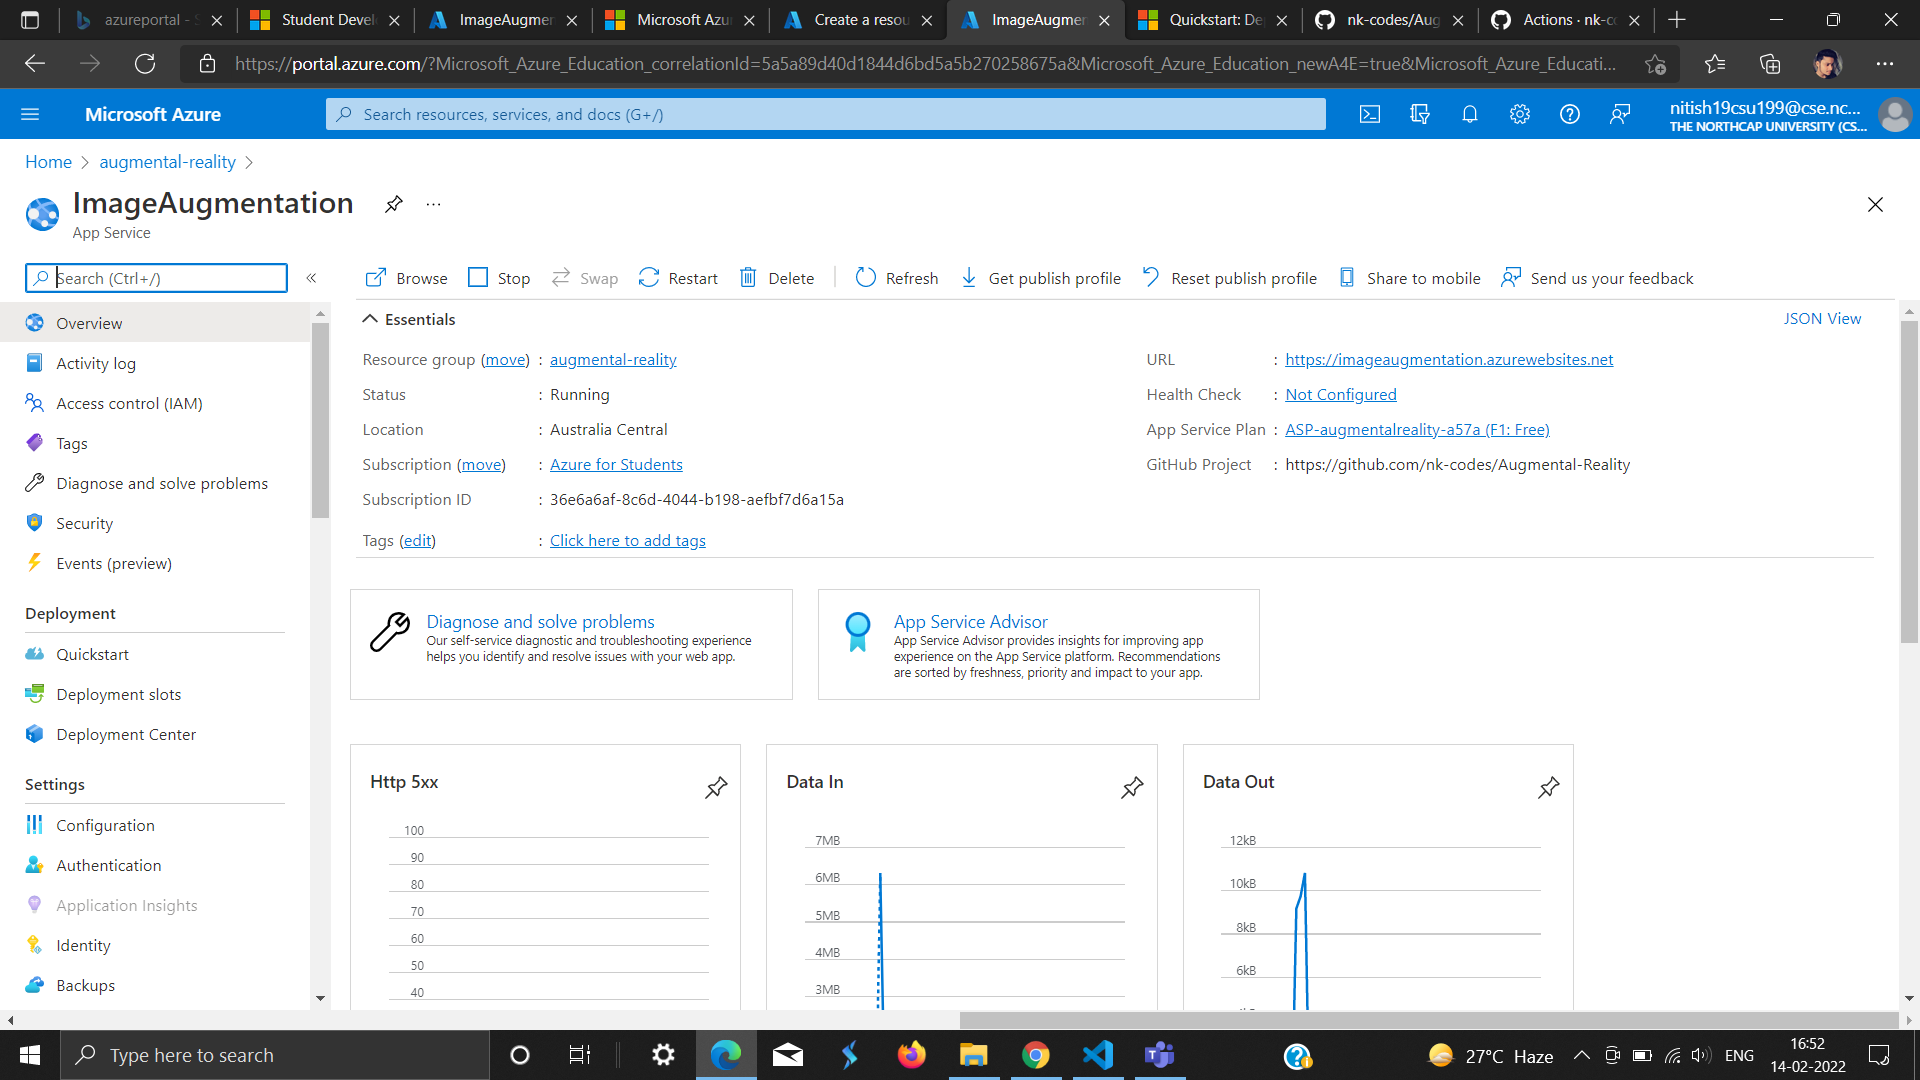 azureportal - S
Student Devel
ImageAugmen
Microsoft Azu
Create a resou
ImageAugmen
Quickstart: De
nk-codes/Aug
Actions · nk-co
https://portal.azure.com/?Microsoft_Azure_Education_correlationId=5a5a89d40d1844d6bd5a5b270258675a&Microsoft_Azure_Education_newA4E=true&Microsoft_Azure_Educati...
Microsoft Azure
Search resources, services, and docs (G+/)
nitish19csu199@cse.nc...
THE NORTHCAP UNIVERSITY (CS...
Home > augmental-reality >
ImageAugmentation
...
App Service
Search (Ctrl+/)
«
Browse Stop Swap Restart Delete Refresh Get publish profile Reset publish profile Share to mobile Send us your feedback
Overview
Activity log
Access control (IAM)
Tags
Diagnose and solve problems
Security
Events (preview)
Deployment
Quickstart
Deployment slots
Deployment Center
Settings
Configuration
Authentication
Application Insights
Identity
Backups
Essentials
JSON View
Resource group (move) : augmental-reality
Status : Running
Location : Australia Central
Subscription (move) : Azure for Students
Subscription ID : 36e6a6af-8c6d-4044-b198-aefbf7d6a15a
Tags (edit) : Click here to add tags
URL : https://imageaugmentation.azurewebsites.net
Health Check : Not Configured
App Service Plan : ASP-augmentalreality-a57a (F1: Free)
GitHub Project : https://github.com/nk-codes/Augmental-Reality
Diagnose and solve problems
Our self-service diagnostic and troubleshooting experience
helps you identify and resolve issues with your web app.
App Service Advisor
App Service Advisor provides insights for improving app
experience on the App Service platform. Recommendations
are sorted by freshness, priority and impact to your app.
Http 5xx
100
90
80
70
60
50
40
Data In
7MB
6MB
5MB
4MB
3MB
Data Out
12kB
10kB
8kB
6kB
Type here to search
27°C Haze
ENG
16:52
14-02-2022